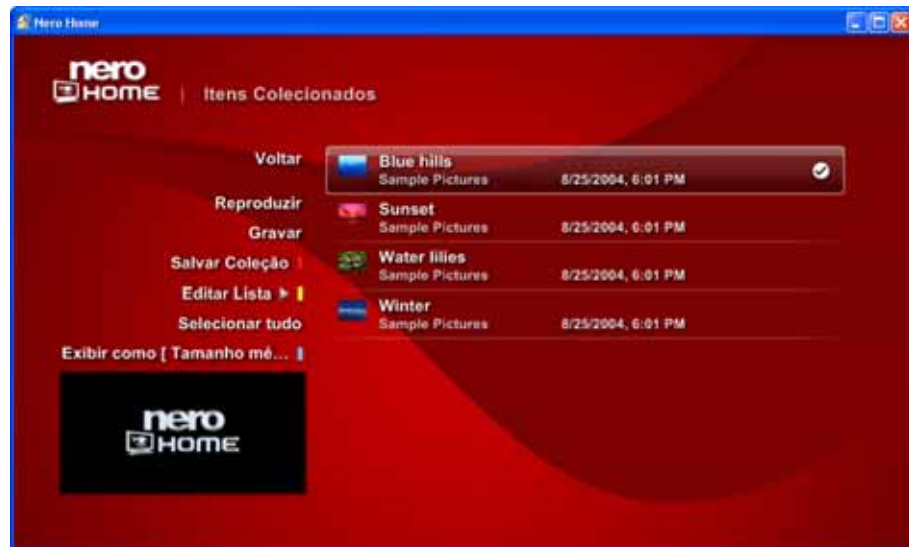 Nero Home
nero
HOME | Itens Colecionados
Voltar
Reproduzir
Gravar
Salvar Coleção
Editar Lista
Selecionar tudo
Exibir como [ Tamanho mé...
Blue hills
Sample Pictures 8/25/2004, 6:01 PM
Sunset
Sample Pictures 8/25/2004, 6:01 PM
Water lilies
Sample Pictures 8/25/2004, 6:01 PM
Winter
Sample Pictures 8/25/2004, 6:01 PM
nero
HOME